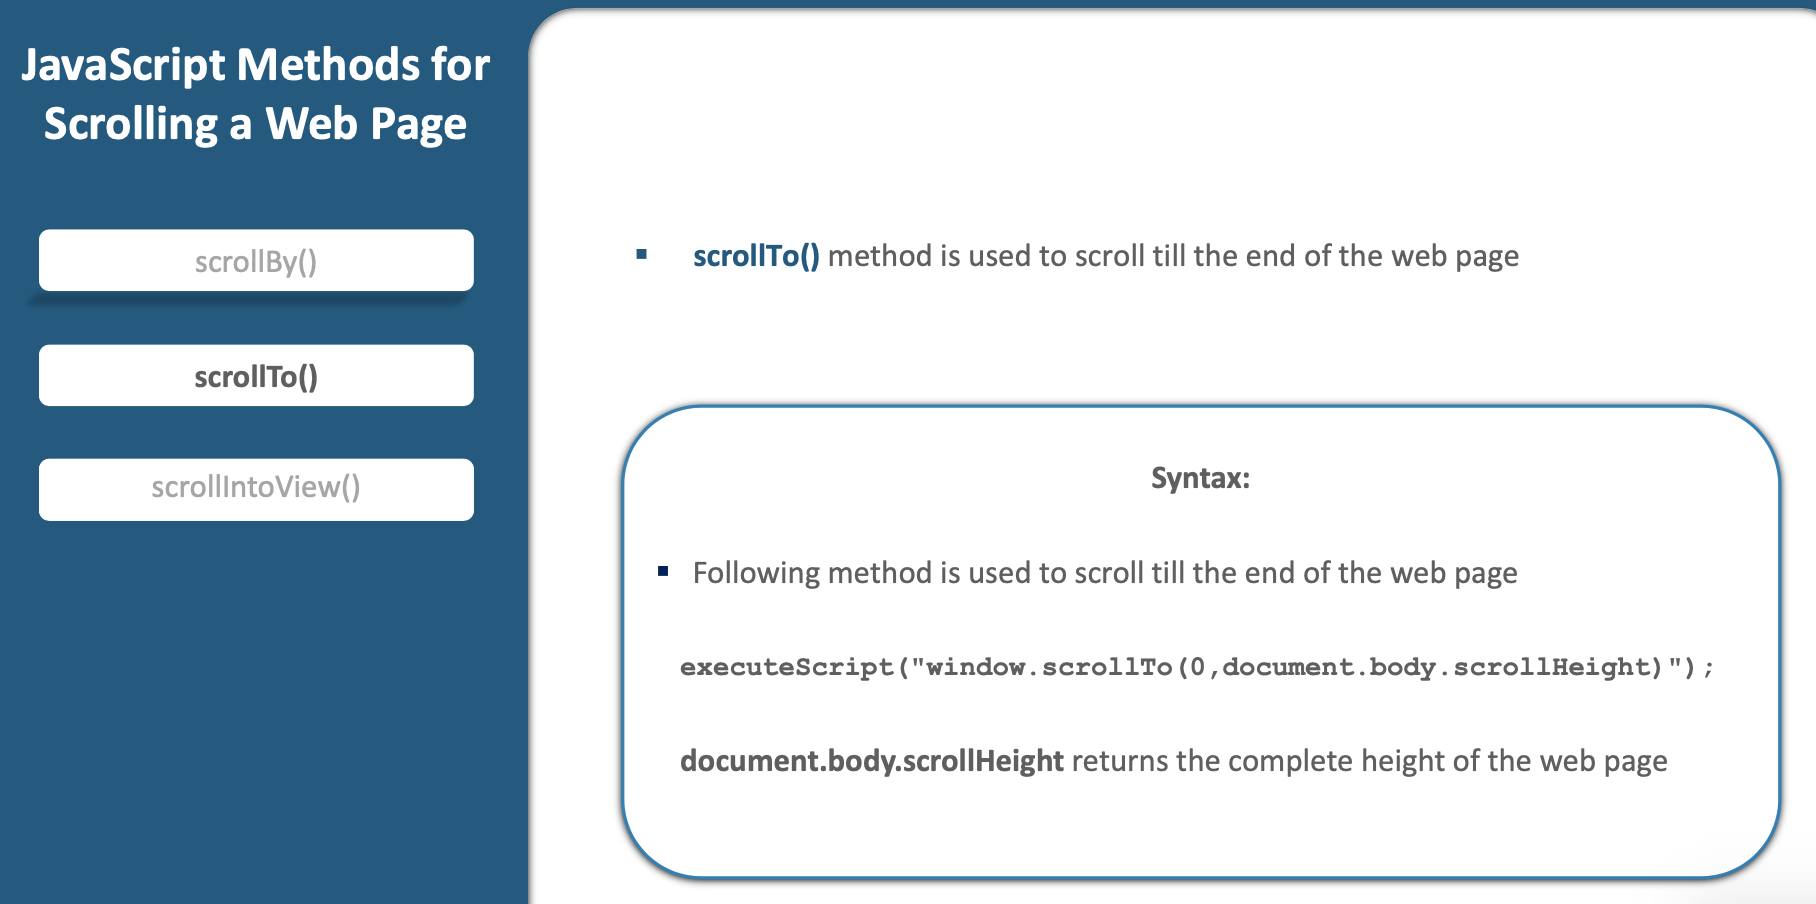 JavaScript Methods for
Scrolling a Web Page
scrollBy()
scrollTo()
scrollIntoView()
▪ scrollTo() method is used to scroll till the end of the web page
Syntax:
▪ Following method is used to scroll till the end of the web page
executeScript("window.scrollTo(0,document.body.scrollHeight)");
document.body.scrollHeight returns the complete height of the web page